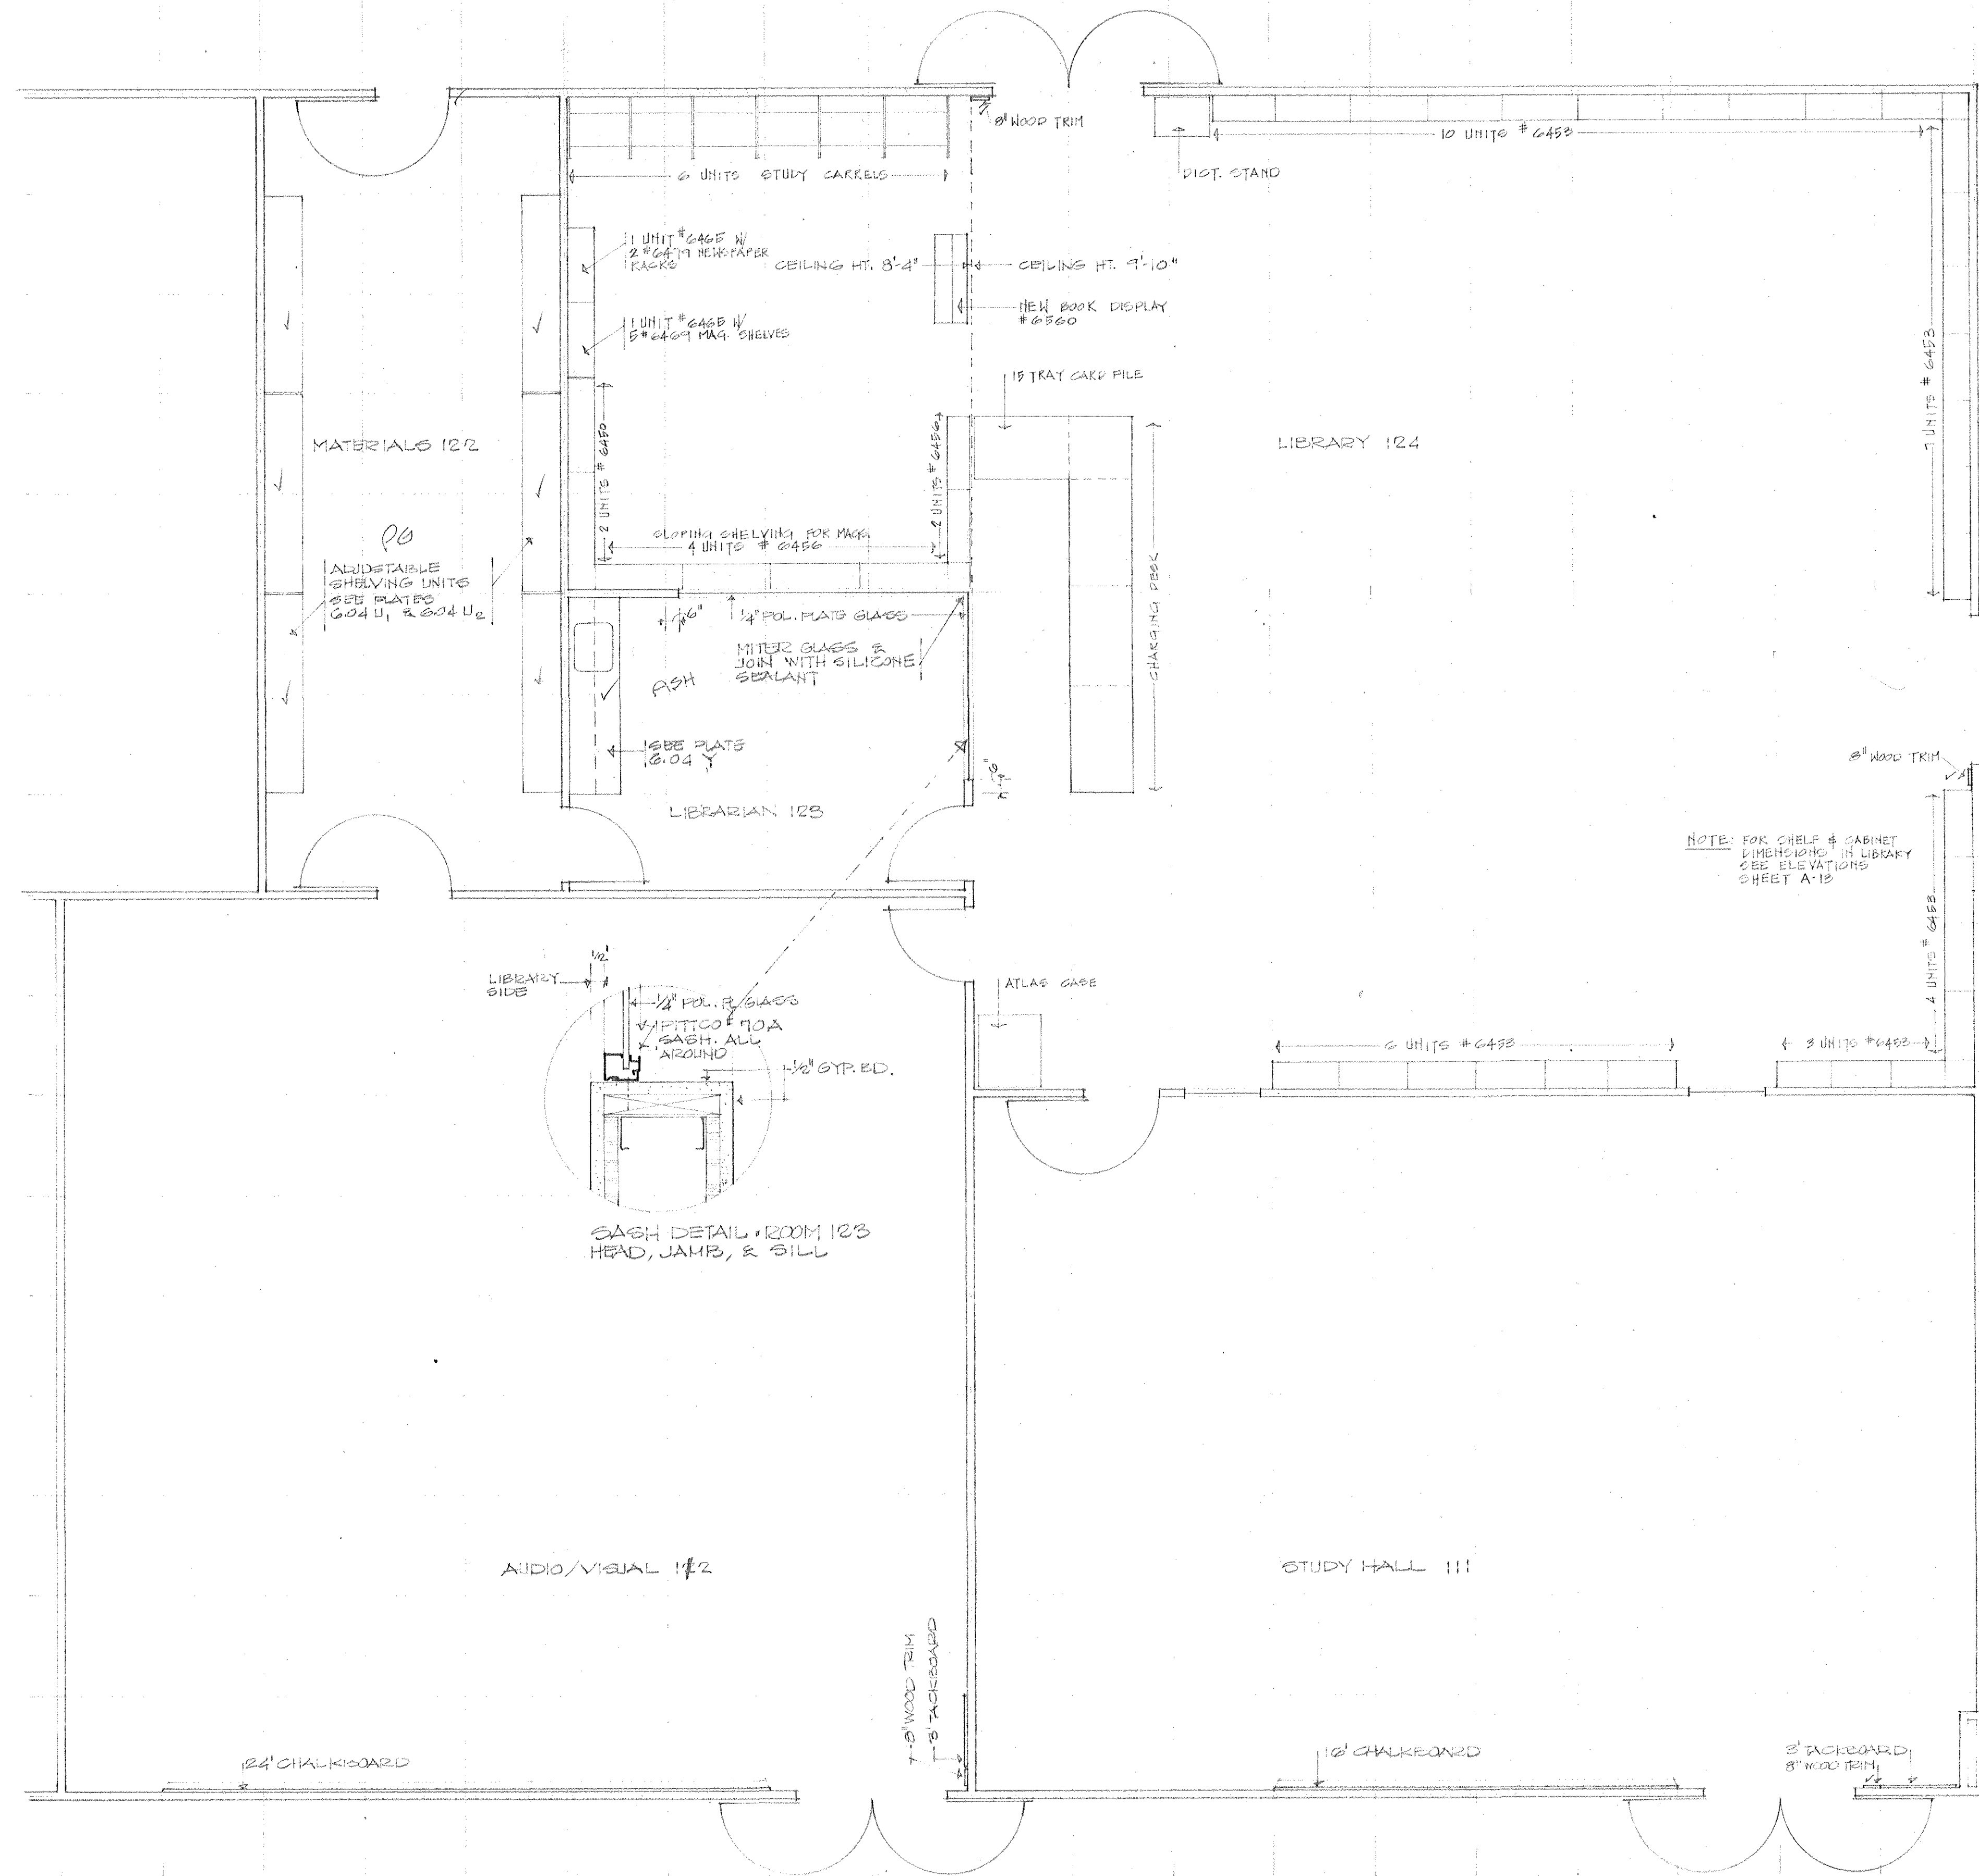 8" WOOD TRIM
10 UNITS # 6453
6 UNITS STUDY CARRELS
DICT. STAND
1 UNIT #6465 W/
2 #6479 NEWSPAPER
RACKS
CEILING HT. 8'-4"
CEILING HT. 9'-10"
NEW BOOK DISPLAY
#6560
1 UNIT #6465 W/
5 #6469 MAG. SHELVES
7 UNITS # 6453
15 TRAY CARD FILE
MATERIALS 122
LIBRARY 124
2 UNITS # 6450
2 UNITS # 6456
SLOPING SHELVING FOR MAGS.
4 UNITS # 6456
PG
ADJUSTABLE
SHELVING UNITS
SEE PLATES
6.04 U1 & 6.04 U2
CHARGING DESK
6"
1/4" POL. PLATE GLASS
MITER GLASS &
JOIN WITH SILICONE
SEALANT
ASH
SEE PLATE
6.04 Y
6"
8" WOOD TRIM
LIBRARIAN 123
NOTE: FOR SHELF & CABINET
DIMENSIONS IN LIBRARY
SEE ELEVATIONS
SHEET A-13
4 UNITS # 6453
1/2"
LIBRARY
SIDE
1/4" POL. PL GLASS
PITTCO # 70A
SASH. ALL
AROUND
1/2" GYP. BD.
ATLAS CASE
6 UNITS #6453
3 UNITS #6453
SASH DETAIL • ROOM 123
HEAD, JAMB, & SILL
AUDIO/VISUAL 112
STUDY HALL 111
8" WOOD TRIM
3' TACKBOARD
24' CHALKBOARD
16' CHALKBOARD
3' TACKBOARD
8" WOOD TRIM